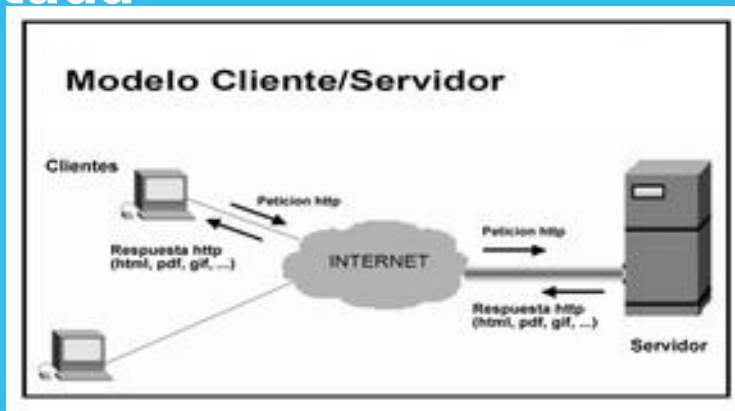 Modelo Cliente/Servidor
Clientes
Peticion http
Respuesta http
(html, pdf, gif, ...)
INTERNET
Peticion http
Respuesta http
(html, pdf, gif, ...)
Servidor